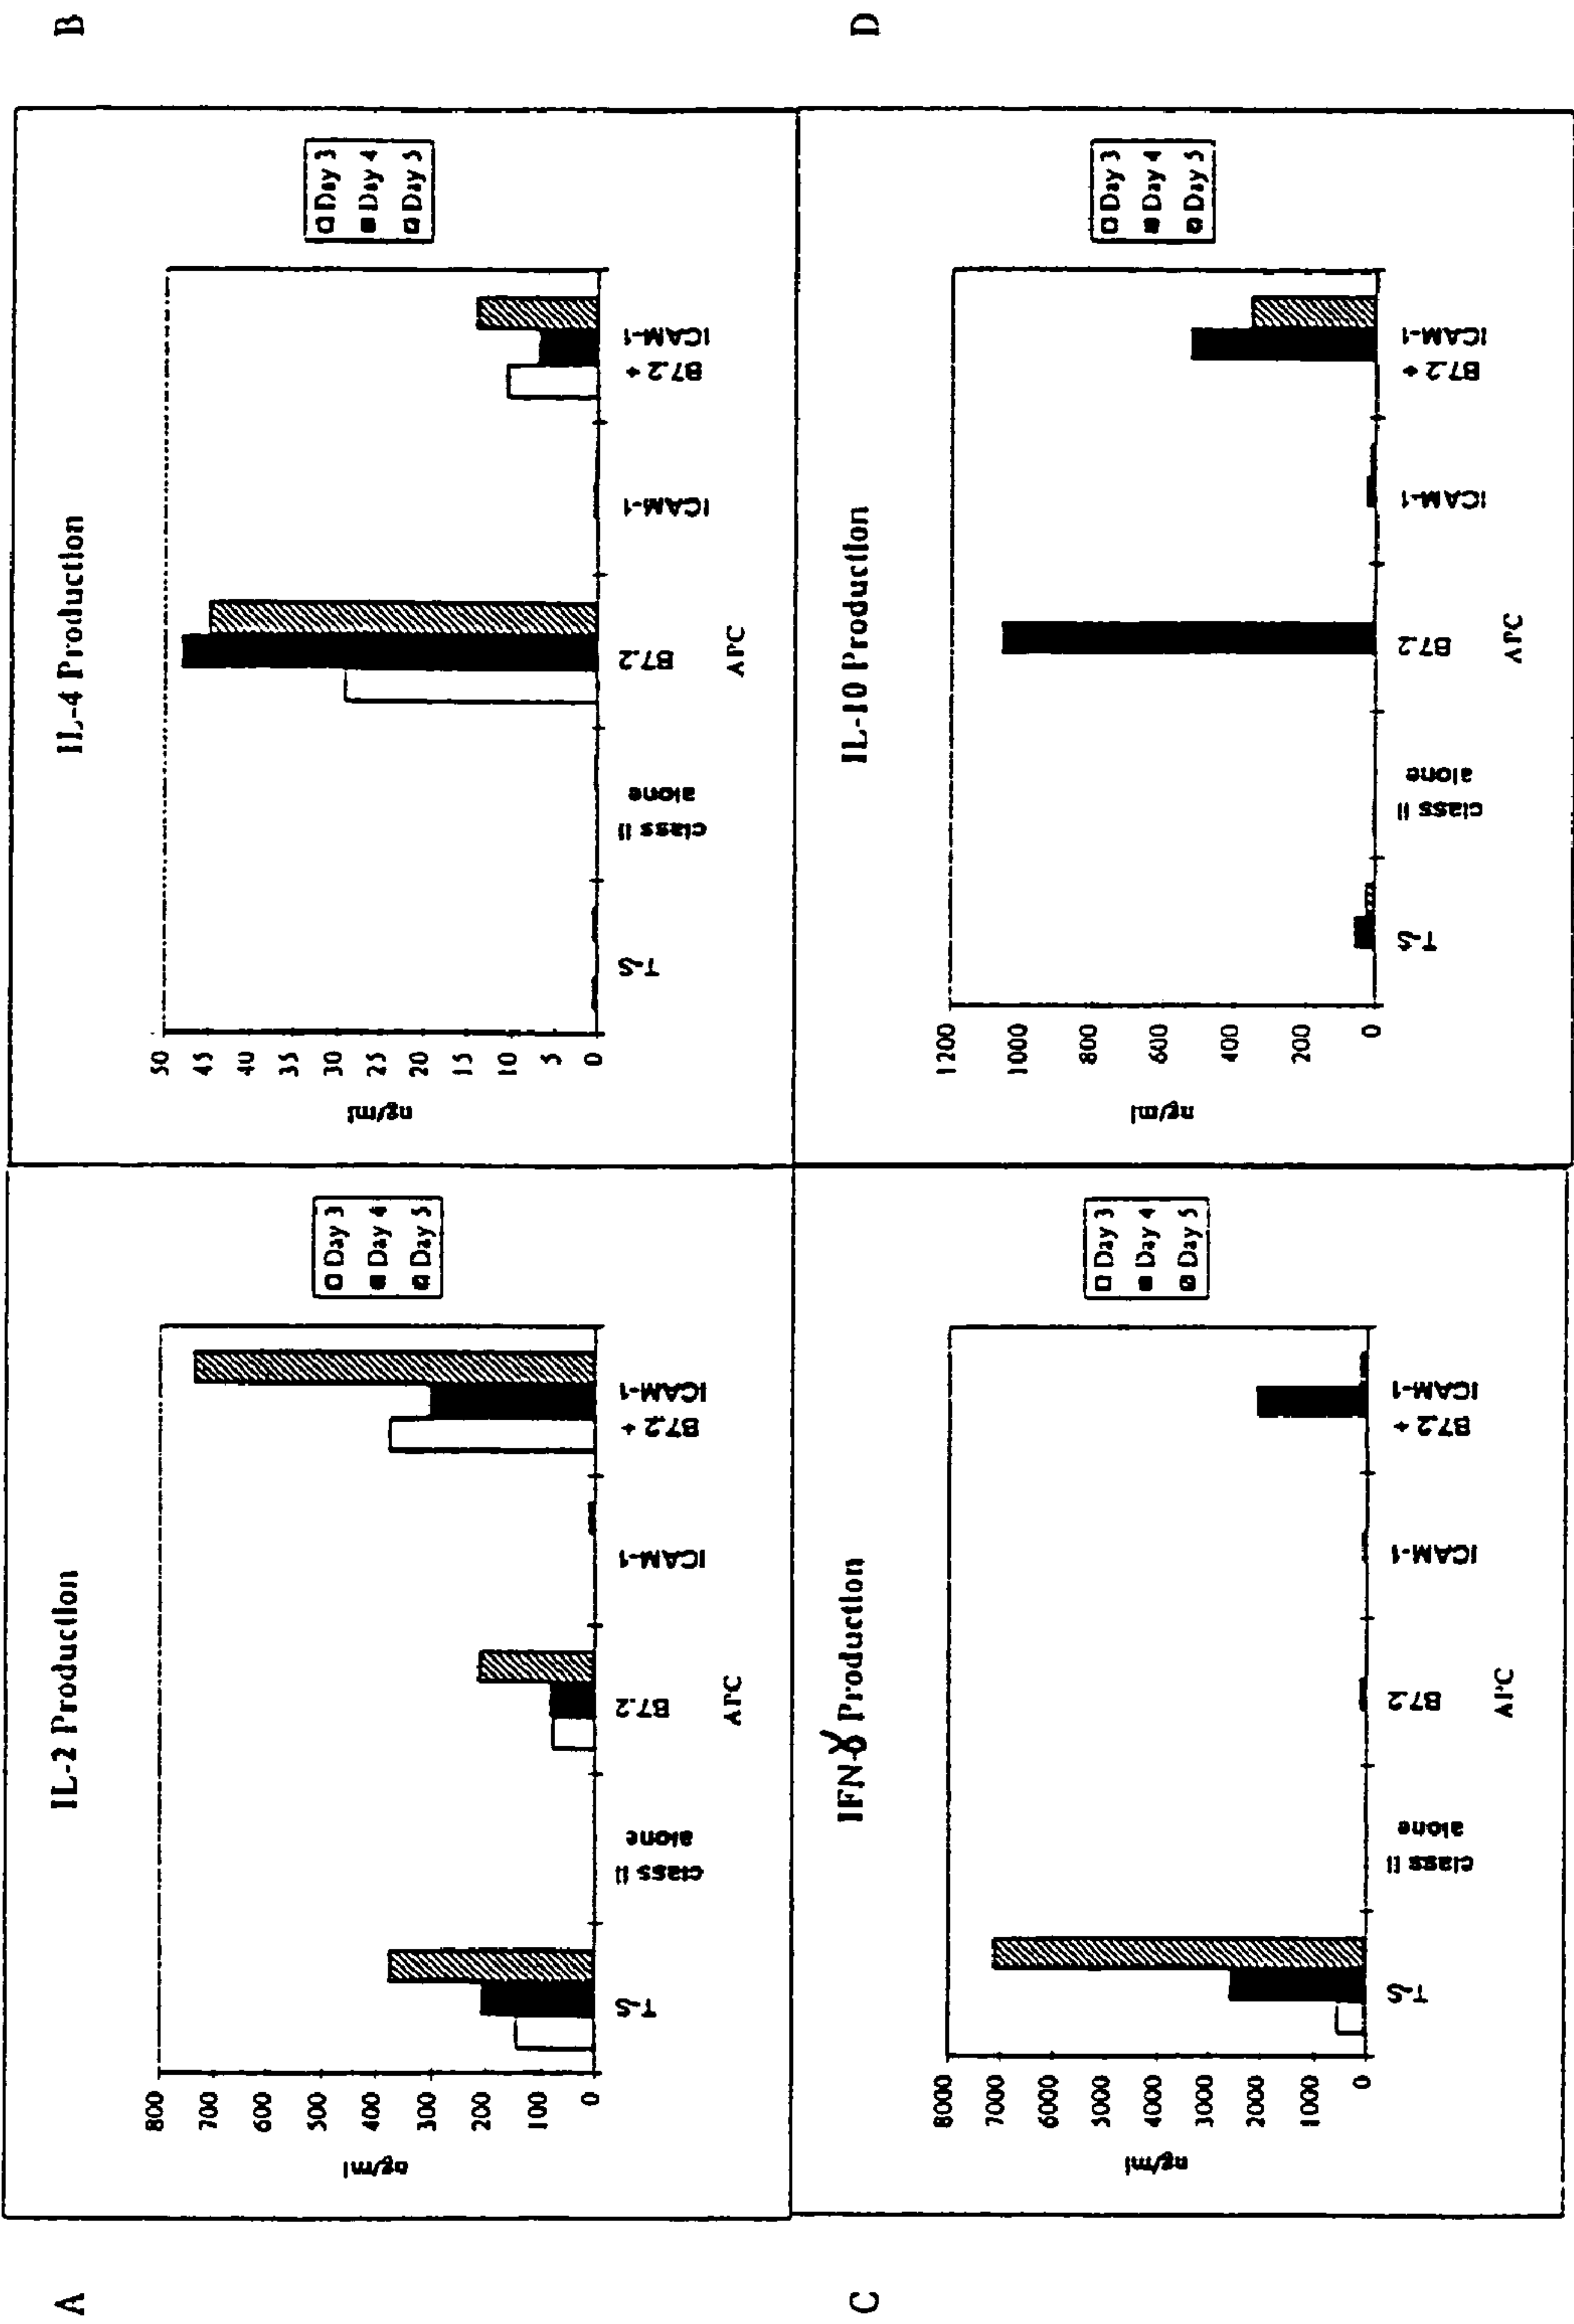 A
IL-2 Production
ng/ml
800
700
600
500
400
300
200
100
0
T-S
class II
alone
B7.2
ICAM-1
B7.2 +
ICAM-1
APC
Day 3
Day 4
Day 5
B
IL-4 Production
ng/ml
50
45
40
35
30
25
20
15
10
5
0
T-S
class II
alone
B7.2
ICAM-1
B7.2 +
ICAM-1
APC
Day 3
Day 4
Day 5
C
IFN-γ Production
ng/ml
8000
7000
6000
5000
4000
3000
2000
1000
0
T-S
class II
alone
B7.2
ICAM-1
B7.2 +
ICAM-1
APC
Day 3
Day 4
Day 5
D
IL-10 Production
ng/ml
1200
1000
800
600
400
200
0
T-S
class II
alone
B7.2
ICAM-1
B7.2 +
ICAM-1
APC
Day 3
Day 4
Day 5